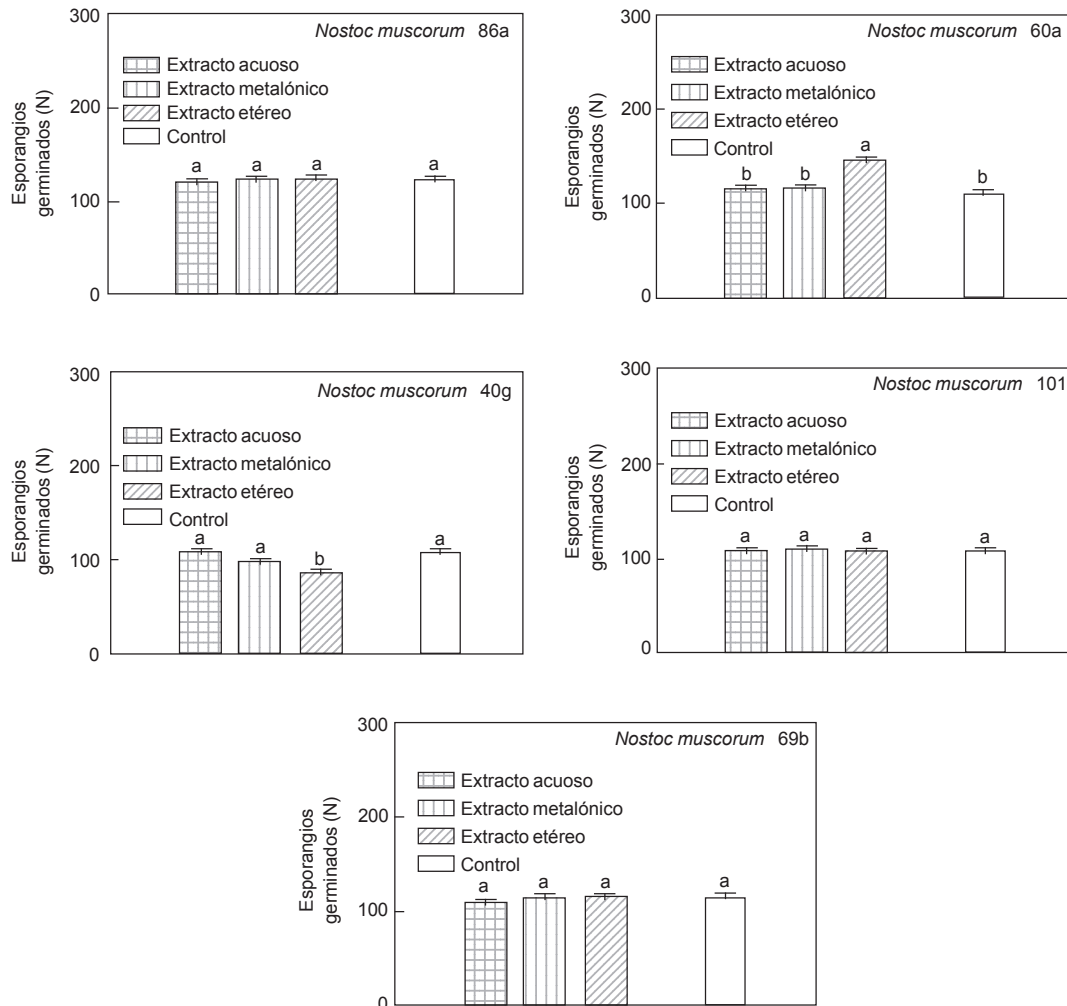 300
Nostoc muscorum 86a
Extracto acuoso
Extracto metalónico
Extracto etéreo
Control
200
100
0
Esporangios
germinados (N)
a
a
a
a
300
Nostoc muscorum 60a
Extracto acuoso
Extracto metalónico
Extracto etéreo
Control
200
100
0
Esporangios
germinados (N)
b
b
a
b
300
Nostoc muscorum 40g
Extracto acuoso
Extracto metalónico
Extracto etéreo
Control
200
100
0
Esporangios
germinados (N)
a
a
b
a
300
Nostoc muscorum 101
Extracto acuoso
Extracto metalónico
Extracto etéreo
Control
200
100
0
Esporangios
germinados (N)
a
a
a
a
300
Nostoc muscorum 69b
Extracto acuoso
Extracto metalónico
Extracto etéreo
Control
200
100
0
Esporangios
germinados (N)
a
a
a
a